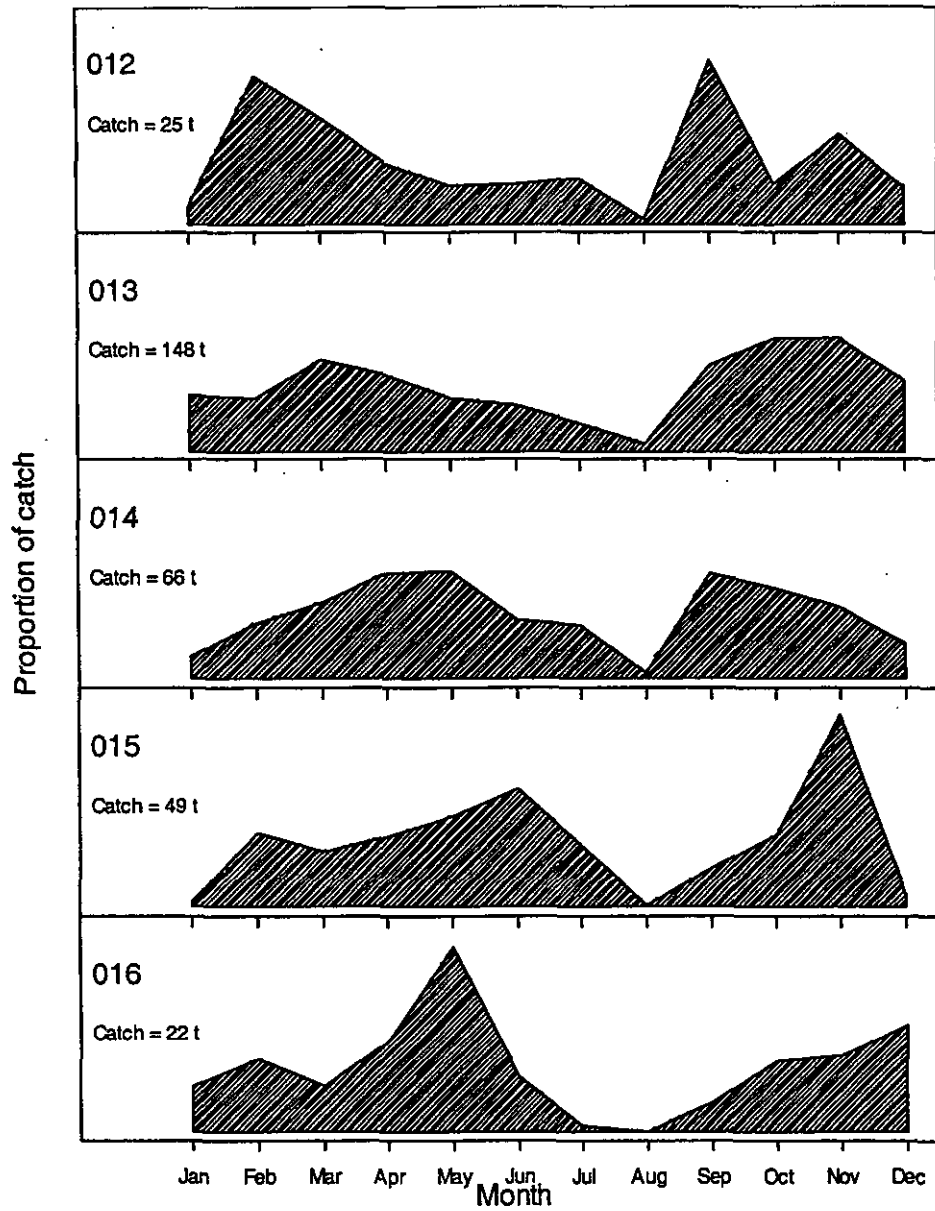 Proportion of catch
012
Catch = 25 t
013
Catch = 148 t
014
Catch = 66 t
015
Catch = 49 t
016
Catch = 22 t
Jan Feb Mar Apr May Jun Jul Aug Sep Oct Nov Dec
Month